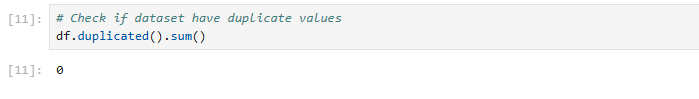 [11]: # Check if dataset have duplicate values
df.duplicated().sum()
[11]: 0